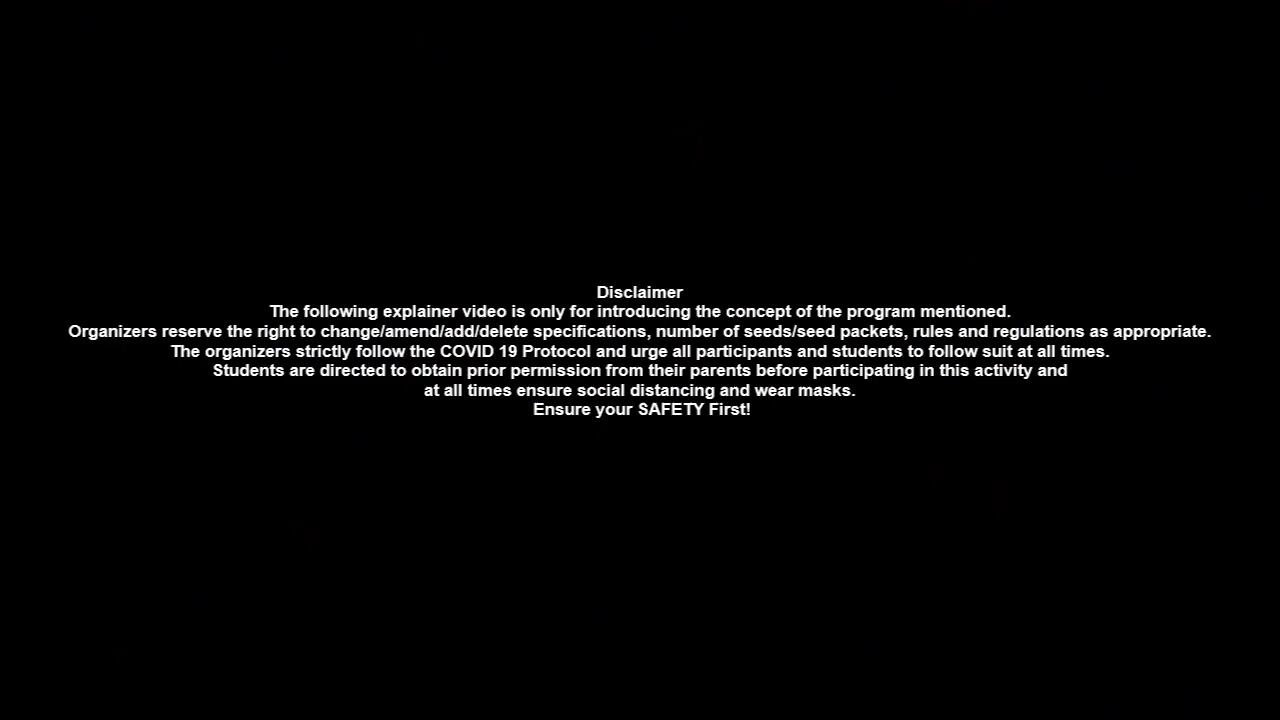 Disclaimer
The following explainer video is only for introducing the concept of the program mentioned.
Organizers reserve the right to change/amend/add/delete specifications, number of seeds/seed packets, rules and regulations as appropriate.
The organizers strictly follow the COVID 19 Protocol and urge all participants and students to follow suit at all times.
Students are directed to obtain prior permission from their parents before participating in this activity and
at all times ensure social distancing and wear masks.
Ensure your SAFETY First!